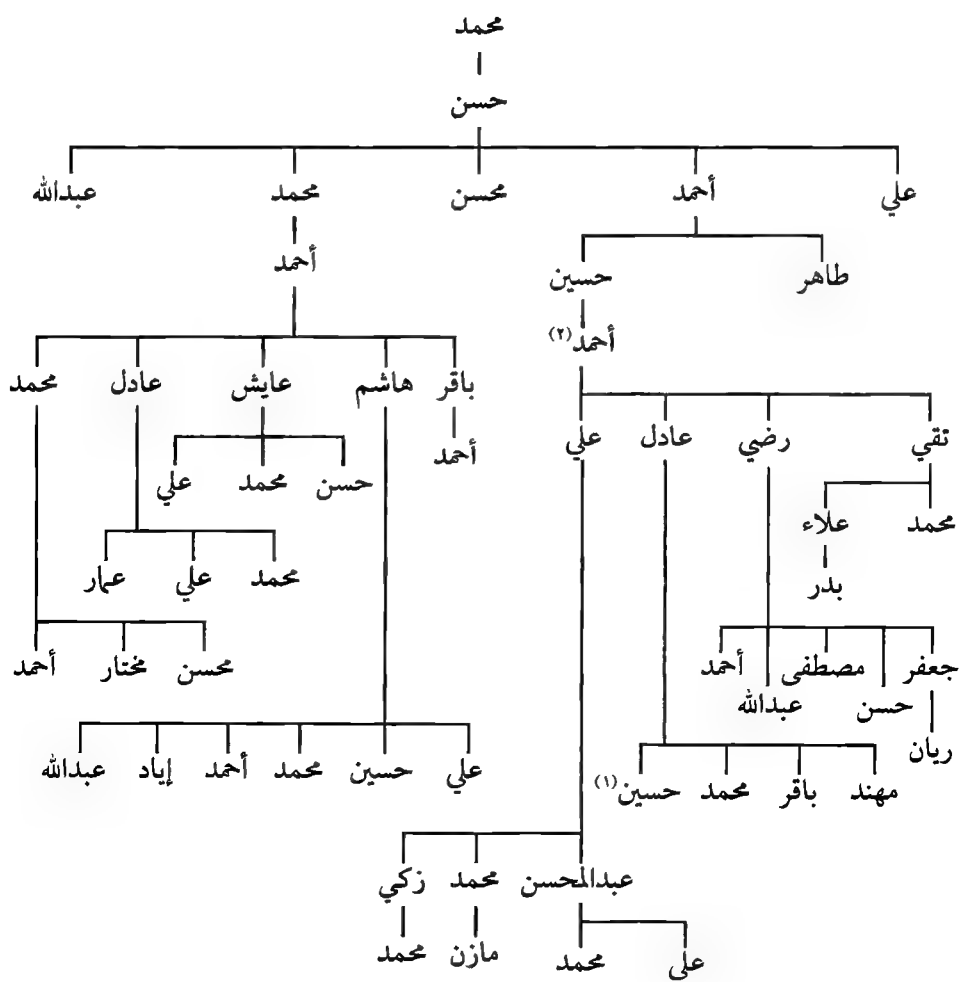 محمد
حسن
علي أحمد محسن محمد عبدالله
أحمد
طاهر حسين
أحمد(٢)
باقر هاشم عايش عادل محمد
تقي رضي عادل علي
أحمد
حسن محمد علي
محمد علاء
محمد علي عمار
بدر
جعفر مصطفى أحمد
محسن مختار أحمد
حسن عبدالله
ريان
علي حسين محمد أحمد إياد عبدالله
مهند باقر محمد حسين(١)
عبدالمحسن محمد زكي
علي محمد مازن محمد